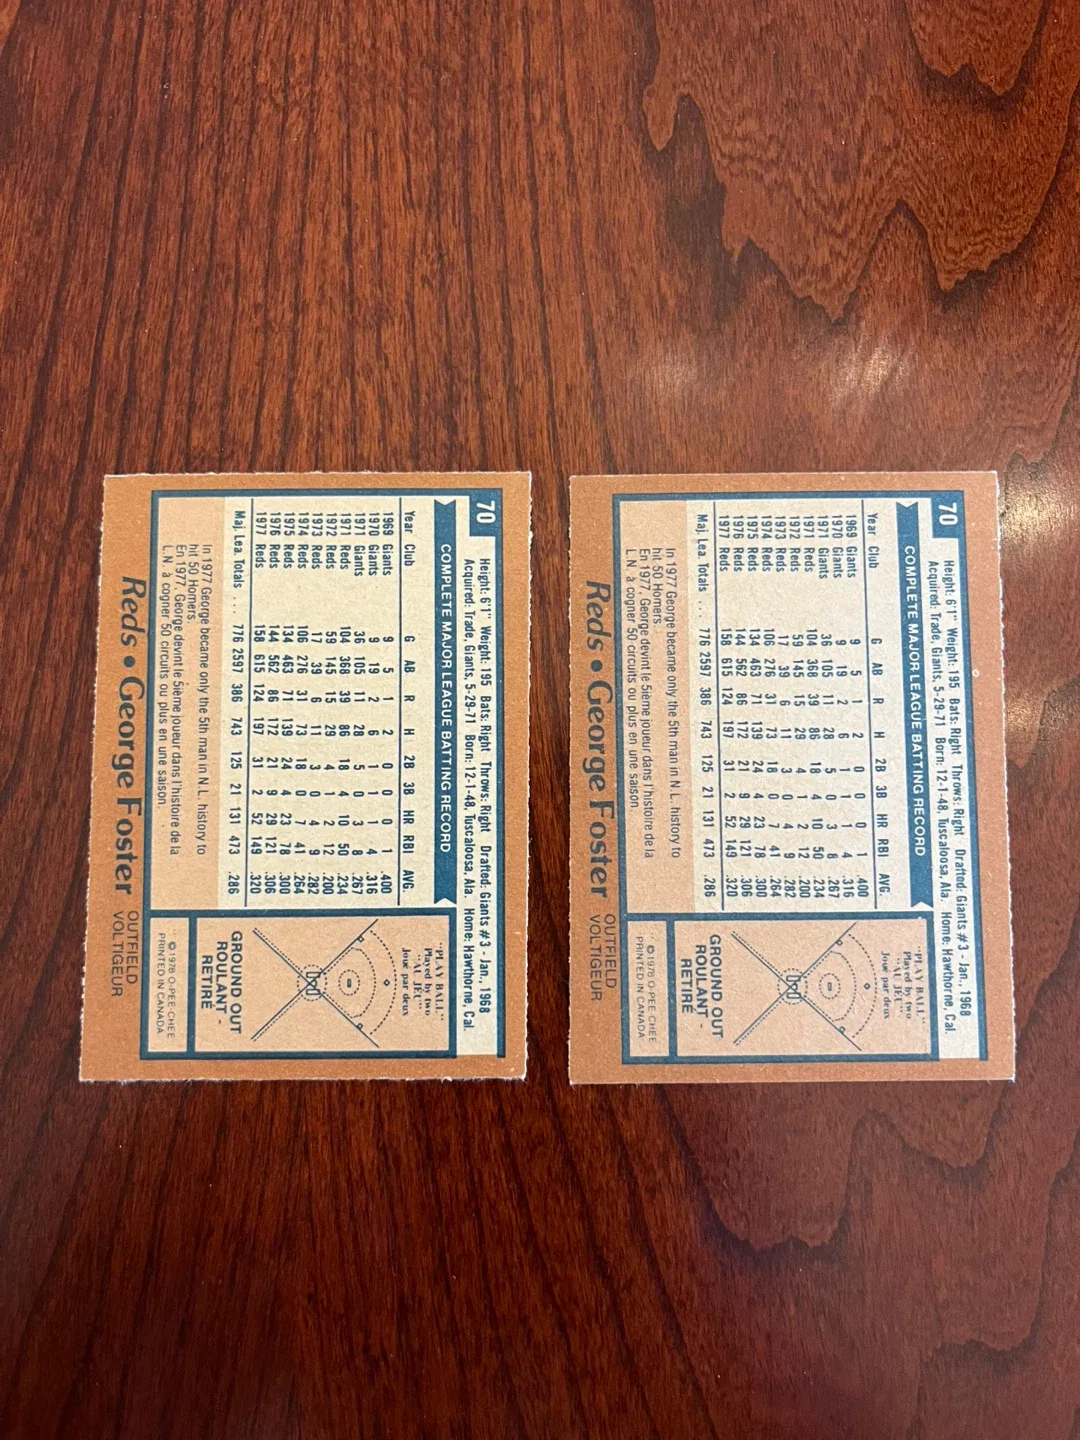 70
Height: 6'1" Weight: 195 Bats: Right Throws: Right Drafted: Giants #3 - Jan., 1968
Acquired: Trade, Giants, 5-29-71 Born: 12-1-48, Tuscaloosa, Ala. Home: Hawthorne, Cal.
COMPLETE MAJOR LEAGUE BATTING RECORD
Year Club G AB R H 2B 3B HR RBI AVG.
1969 Giants 9 5 1 2 0 0 0 1 .400
1970 Giants 9 19 2 6 1 1 1 4 .316
1971 Giants 36 105 11 28 5 0 3 8 .267
1971 Reds 104 368 39 86 18 4 10 50 .234
1972 Reds 59 145 15 29 4 1 2 12 .200
1973 Reds 17 39 6 11 3 0 4 9 .282
1974 Reds 106 276 31 73 18 0 7 41 .264
1975 Reds 134 463 71 139 24 4 23 78 .300
1976 Reds 144 562 86 172 21 9 29 121 .306
1977 Reds 158 615 124 197 31 2 52 149 .320
Maj. Lea. Totals ... 776 2597 386 743 125 21 131 473 .286
In 1977 George became only the 5th man in N.L. history to
hit 50 Homers.
En 1977, George devint le 5ième joueur dans l'histoire de la
L.N. à cogner 50 circuits ou plus en une saison.
"PLAY BALL"
Played by two
"AU JEU"
Joué par deux
GROUND OUT
ROULANT -
RETIRÉ
© 1978 O-PEE-CHEE
PRINTED IN CANADA
Reds • George Foster OUTFIELD
VOLTIGEUR
70
Height: 6'1" Weight: 195 Bats: Right Throws: Right Drafted: Giants #3 - Jan., 1968
Acquired: Trade, Giants, 5-29-71 Born: 12-1-48, Tuscaloosa, Ala. Home: Hawthorne, Cal.
COMPLETE MAJOR LEAGUE BATTING RECORD
Year Club G AB R H 2B 3B HR RBI AVG.
1969 Giants 9 5 1 2 0 0 0 1 .400
1970 Giants 9 19 2 6 1 1 1 4 .316
1971 Giants 36 105 11 28 5 0 3 8 .267
1971 Reds 104 368 39 86 18 4 10 50 .234
1972 Reds 59 145 15 29 4 1 2 12 .200
1973 Reds 17 39 6 11 3 0 4 9 .282
1974 Reds 106 276 31 73 18 0 7 41 .264
1975 Reds 134 463 71 139 24 4 23 78 .300
1976 Reds 144 562 86 172 21 9 29 121 .306
1977 Reds 158 615 124 197 31 2 52 149 .320
Maj. Lea. Totals ... 776 2597 386 743 125 21 131 473 .286
In 1977 George became only the 5th man in N.L. history to
hit 50 Homers.
En 1977, George devint le 5ième joueur dans l'histoire de la
L.N. à cogner 50 circuits ou plus en une saison.
"PLAY BALL"
Played by two
"AU JEU"
Joué par deux
GROUND OUT
ROULANT -
RETIRÉ
© 1978 O-PEE-CHEE
PRINTED IN CANADA
Reds • George Foster OUTFIELD
VOLTIGEUR